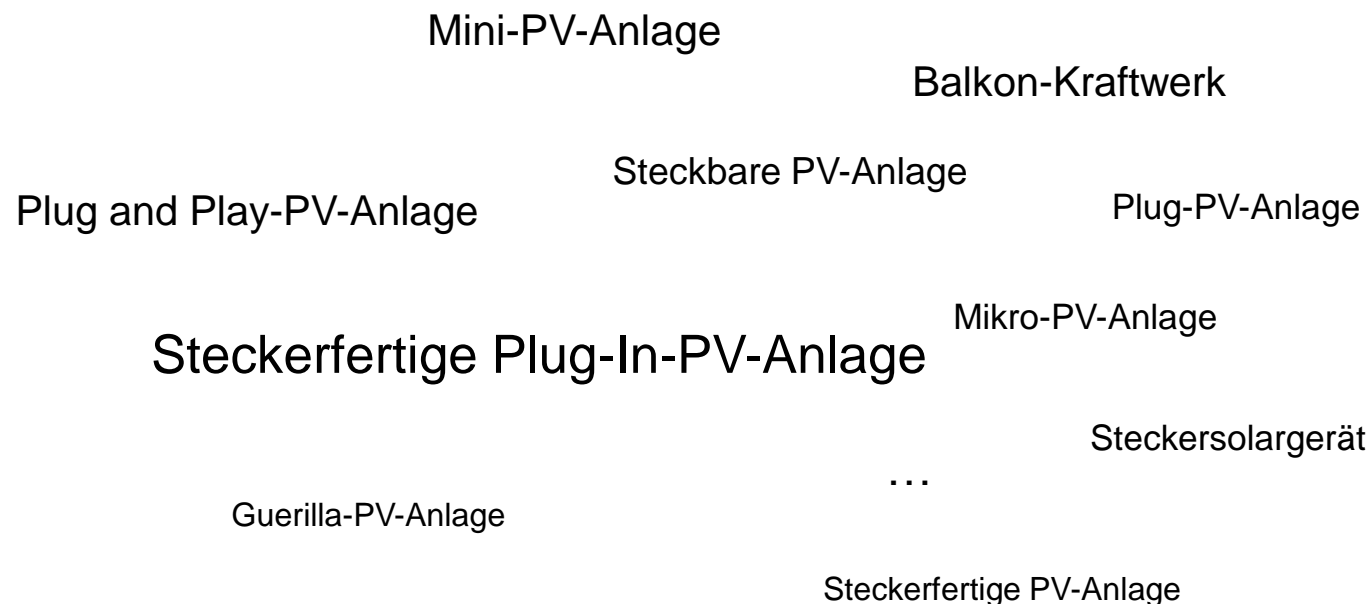 Mini-PV-Anlage
Balkon-Kraftwerk
Steckbare PV-Anlage
Plug and Play-PV-Anlage
Plug-PV-Anlage
Mikro-PV-Anlage
Steckerfertige Plug-In-PV-Anlage
Steckersolargerät
…
Guerilla-PV-Anlage
Steckerfertige PV-Anlage